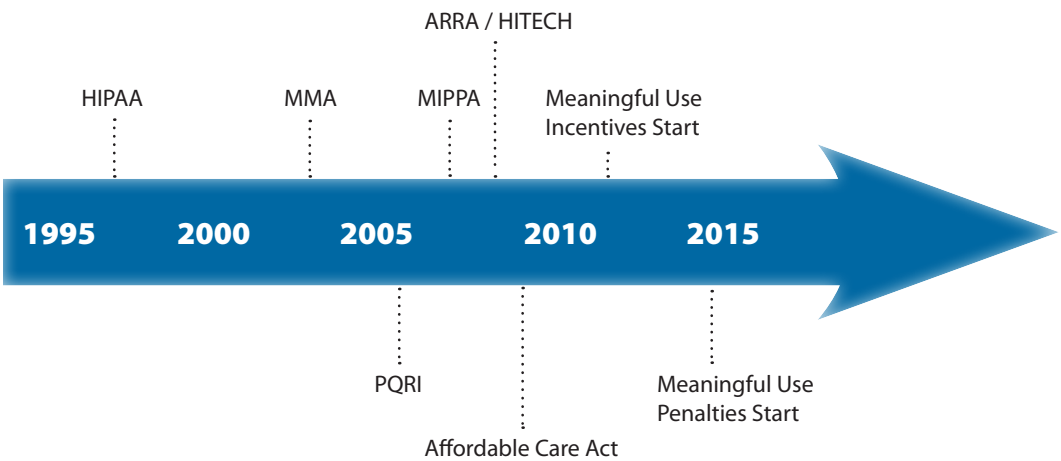 ARRA / HITECH
HIPAA
MMA
MIPPA
Meaningful Use
Incentives Start
1995
2000
2005
2010
2015
PQRI
Meaningful Use
Penalties Start
Affordable Care Act